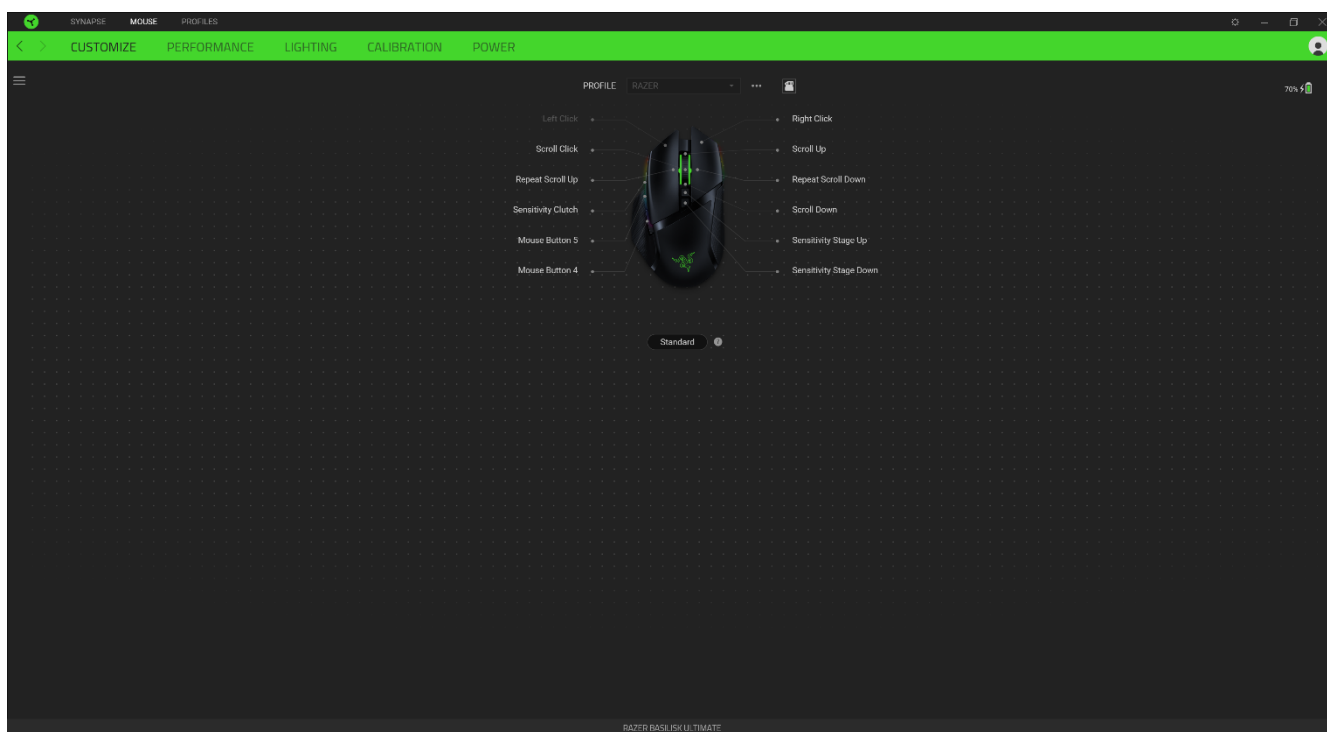 SYNAPSE MOUSE PROFILES
CUSTOMIZE PERFORMANCE LIGHTING CALIBRATION POWER
PROFILE RAZER
70%
Left Click Right Click
Scroll Click Scroll Up
Repeat Scroll Up Repeat Scroll Down
Sensitivity Clutch Scroll Down
Mouse Button 5 Sensitivity Stage Up
Mouse Button 4 Sensitivity Stage Down
Standard
RAZER BASILISK ULTIMATE